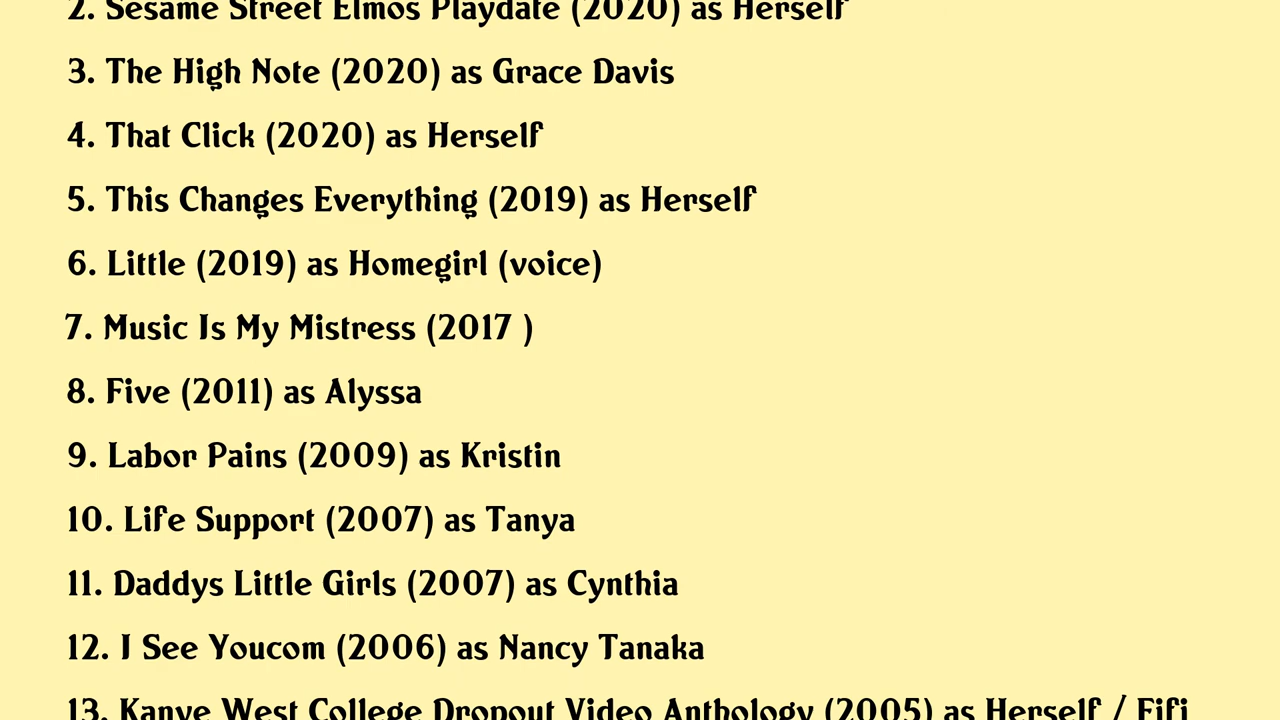 2. Sesame Street Elmos Playdate (2020) as Herself
3. The High Note (2020) as Grace Davis
4. That Click (2020) as Herself
5. This Changes Everything (2019) as Herself
6. Little (2019) as Homegirl (voice)
7. Music Is My Mistress (2017 )
8. Five (2011) as Alyssa
9. Labor Pains (2009) as Kristin
10. Life Support (2007) as Tanya
11. Daddys Little Girls (2007) as Cynthia
12. I See Youcom (2006) as Nancy Tanaka
13. Kanye West College Dropout Video Anthology (2005) as Herself / Fifi